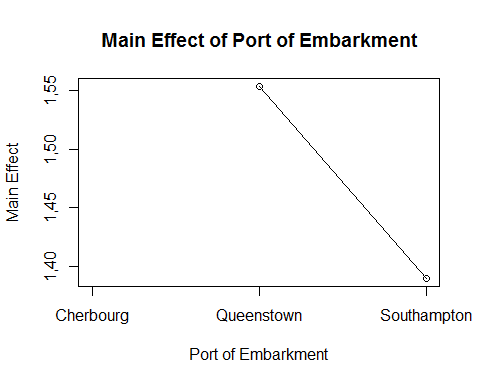 Main Effect of Port of Embarkment
Main Effect
1,55
1,50
1,45
1,40
Cherbourg Queenstown Southampton
Port of Embarkment